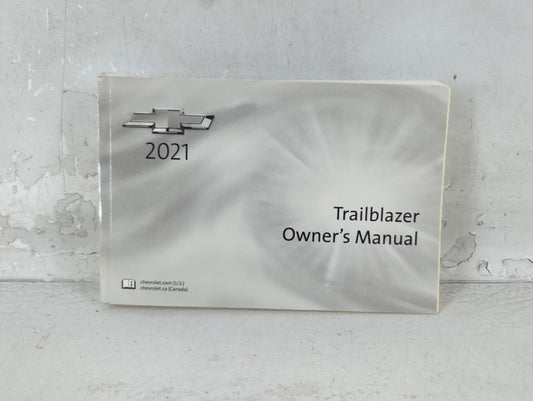 2021
Trailblazer
Owner's Manual
chevrolet.com (U.S.)
chevrolet.ca (Canada)